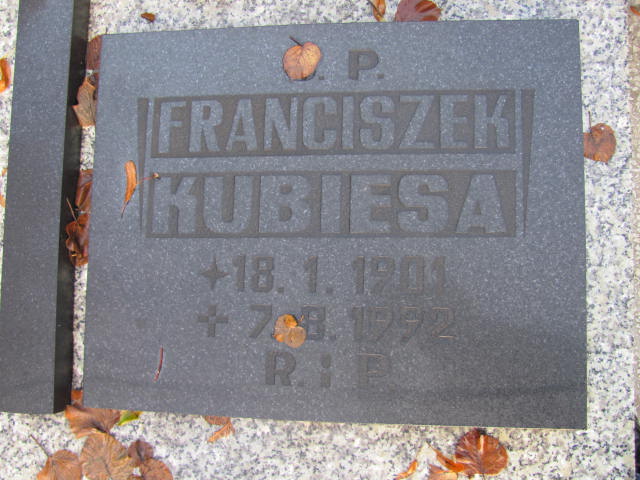 Ś. P.
FRANCISZEK
KUBIESA
18. 1. 1901
7. 8. 1992
R. i P